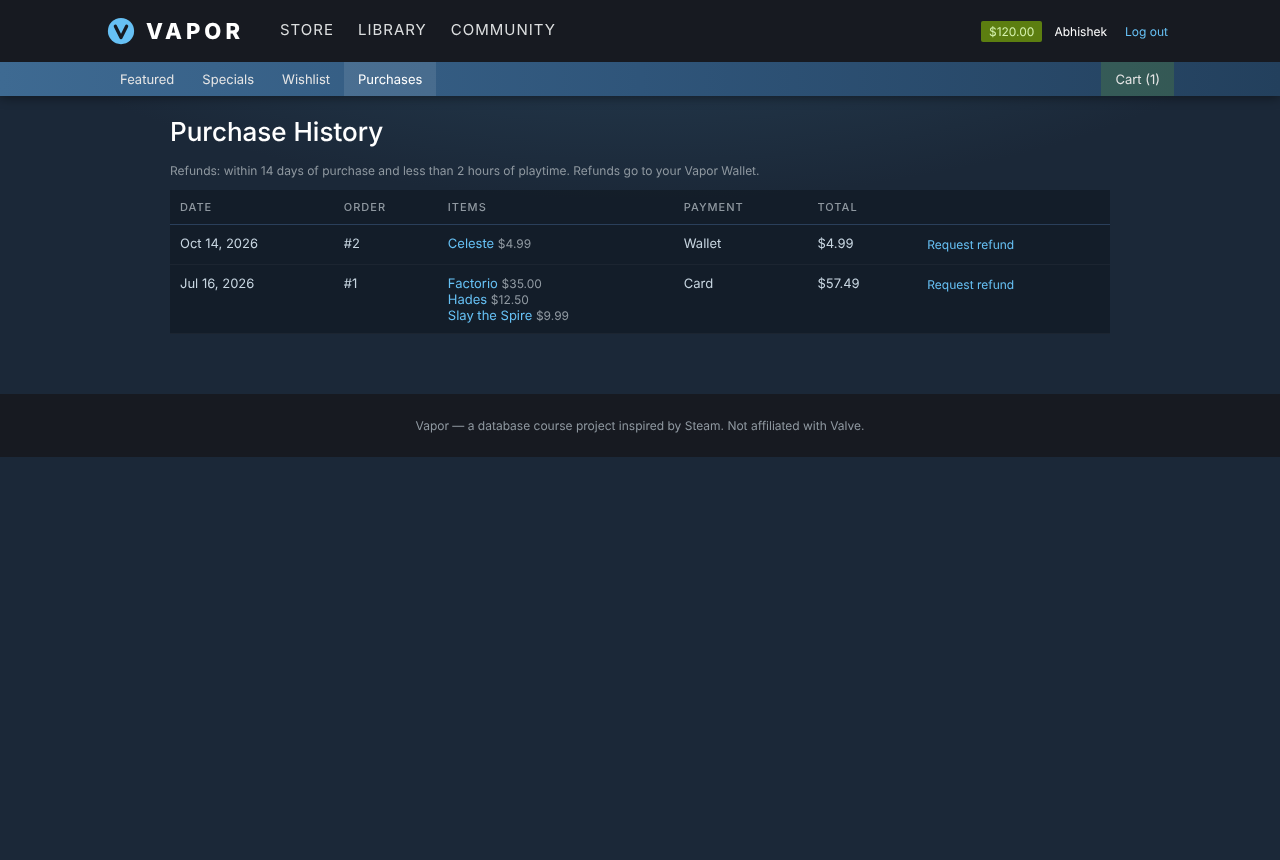 VAPOR STORE LIBRARY COMMUNITY $120.00 Abhishek Log out
Featured Specials Wishlist Purchases Cart (1)
Purchase History
Refunds: within 14 days of purchase and less than 2 hours of playtime. Refunds go to your Vapor Wallet.
DATE ORDER ITEMS PAYMENT TOTAL
Oct 14, 2026 #2 Celeste $4.99 Wallet $4.99 Request refund
Jul 16, 2026 #1 Factorio $35.00 Card $57.49 Request refund
Hades $12.50
Slay the Spire $9.99
Vapor — a database course project inspired by Steam. Not affiliated with Valve.